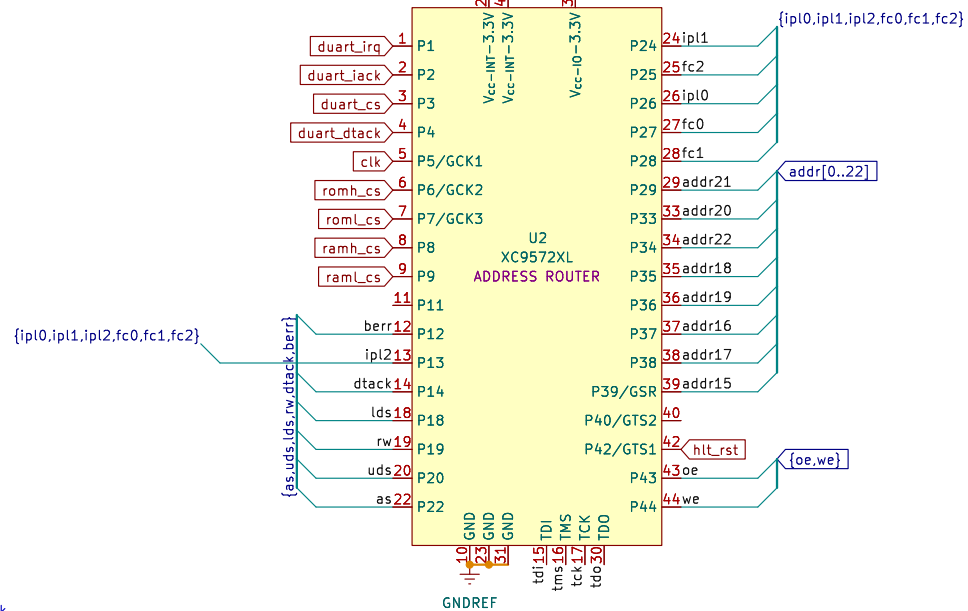 {ipl0,ipl1,ipl2,fc0,fc1,fc2}
2 4 3
Vcc-INT-3.3V
Vcc-INT-3.3V
Vcc-IO-3.3V
duart_irq 1 P1
duart_iack 2 P2
duart_cs 3 P3
duart_dtack 4 P4
clk 5 P5/GCK1
romh_cs 6 P6/GCK2
roml_cs 7 P7/GCK3
ramh_cs 8 P8
raml_cs 9 P9
11 P11
berr 12 P12
ipl2 13 P13
dtack 14 P14
lds 18 P18
rw 19 P19
uds 20 P20
as 22 P22
{ipl0,ipl1,ipl2,fc0,fc1,fc2}
{as,uds,lds,rw,dtack,berr}
U2
XC9572XL
ADDRESS ROUTER
P24 24 ipl1
P25 25 fc2
P26 26 ipl0
P27 27 fc0
P28 28 fc1
P29 29 addr21
P33 33 addr20
P34 34 addr22
P35 35 addr18
P36 36 addr19
P37 37 addr16
P38 38 addr17
P39/GSR 39 addr15
P40/GTS2 40
P42/GTS1 42 hlt_rst
P43 43 oe
P44 44 we
addr[0..22]
{oe,we}
GND 10
GND 23
GND 31
TDI 15 tdi
TMS 16 tms
TCK 17 tck
TDO 30 tdo
GNDREF